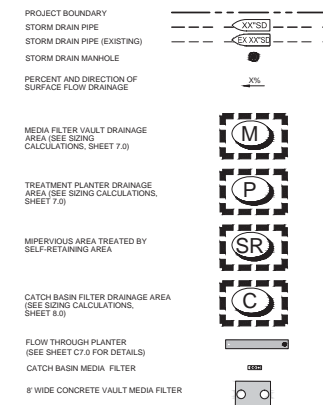 PROJECT BOUNDARY
STORM DRAIN PIPE
XX"SD
STORM DRAIN PIPE (EXISTING)
EX XX"SD
STORM DRAIN MANHOLE
PERCENT AND DIRECTION OF
SURFACE FLOW DRAINAGE
X%
MEDIA FILTER VAULT DRAINAGE
AREA (SEE SIZING
CALCULATIONS, SHEET 7.0)
M
TREATMENT PLANTER DRAINAGE
AREA (SEE SIZING CALCULATIONS,
SHEET 7.0)
P
MIPERVIOUS AREA TREATED BY
SELF-RETAINING AREA
SR
CATCH BASIN FILTER DRAINAGE AREA
(SEE SIZING CALCULATIONS,
SHEET 8.0)
C
FLOW THROUGH PLANTER
(SEE SHEET C7.0 FOR DETAILS)
CATCH BASIN MEDIA FILTER
8' WIDE CONCRETE VAULT MEDIA FILTER